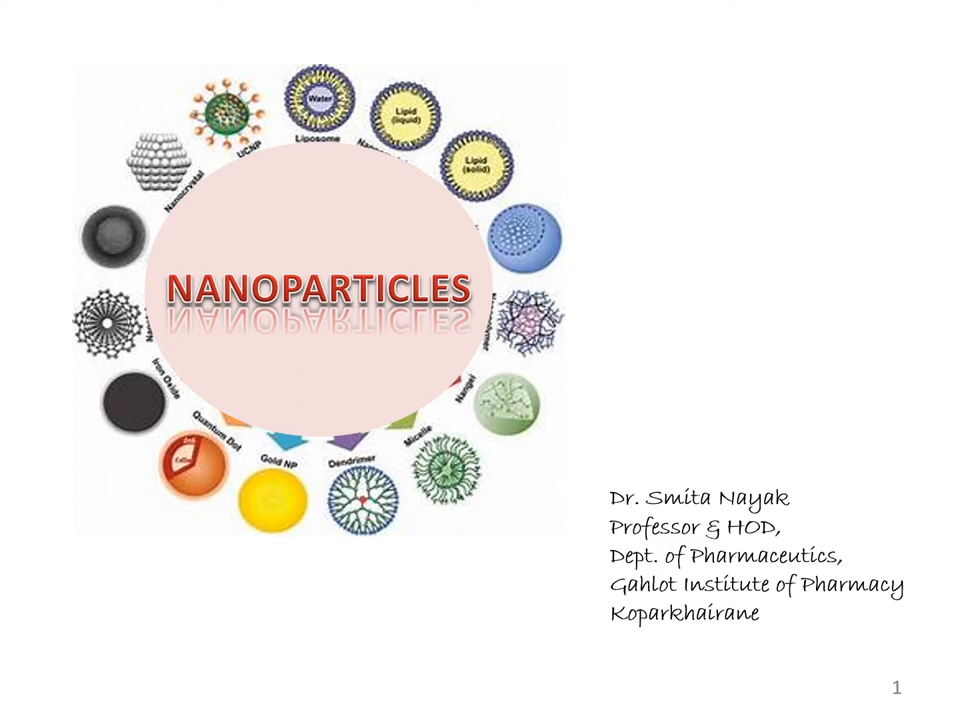 Water
Liposome
Lipid
(liquid)
Lipid
(solid)
UCNP
Nanocrystal
NANOPARTICLES
Iron Oxide
Nangel
Quantum Dot
Micelle
Gold NP
Dendrimer
Dr. Smita Nayak
Professor & HOD,
Dept. of Pharmaceutics,
Gahlot Institute of Pharmacy
Koparkhairane
1